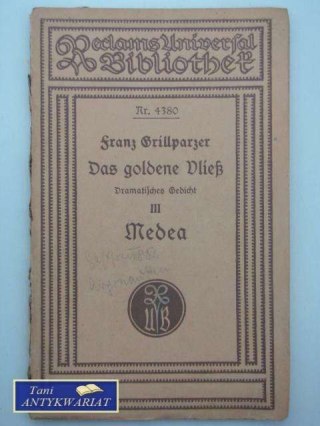 Reclams Universal
Bibliothek
Nr. 4380
Franz Grillparzer
Das goldene Vließ
Dramatisches Gedicht
III
Medea
UB
Tani
ANTYKWARIAT